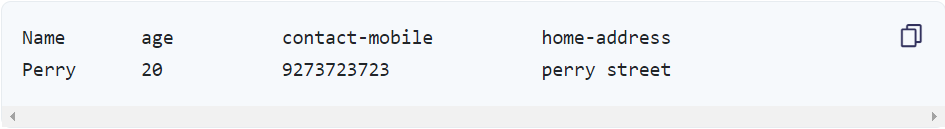 Name age contact-mobile home-address
Perry 20 9273723723 perry street